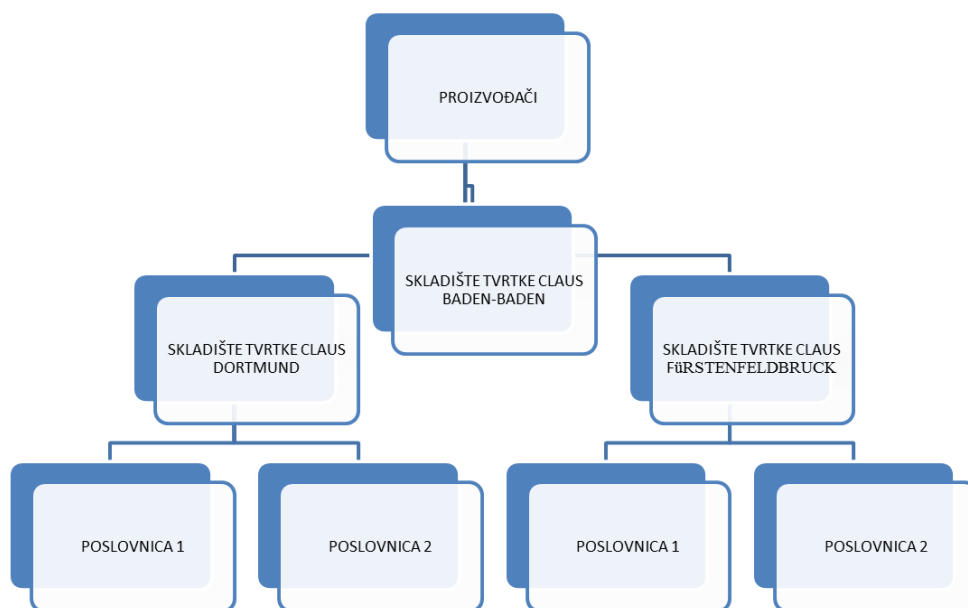 PROIZVOĐAČI
SKLADIŠTE TVRTKE CLAUS
BADEN-BADEN
SKLADIŠTE TVRTKE CLAUS
DORTMUND
SKLADIŠTE TVRTKE CLAUS
FüRSTENFELDBRUCK
POSLOVNICA 1
POSLOVNICA 2
POSLOVNICA 1
POSLOVNICA 2